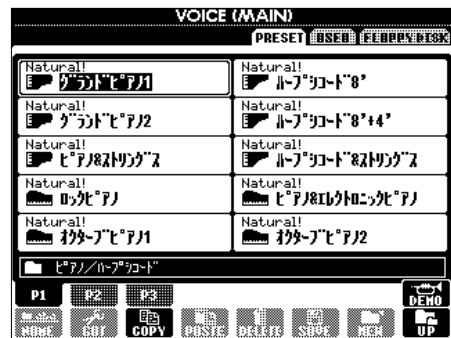 VOICE (MAIN)
PRESET USER FLOPPY DISK
Natural!
グランドピアノ1
Natural!
ハープシコード8'
Natural!
グランドピアノ2
Natural!
ハープシコード8'+4'
Natural!
ピアノ&ストリングス
Natural!
ハープシコード&ストリングス
Natural!
ロックピアノ
Natural!
ピアノ&エレクトロニックピアノ
Natural!
オクターブピアノ1
Natural!
オクターブピアノ2
ピアノ/ハープシコード
P1 P2 P3
DEMO
NAME CUT COPY PASTE DELETE SAVE NEW UP